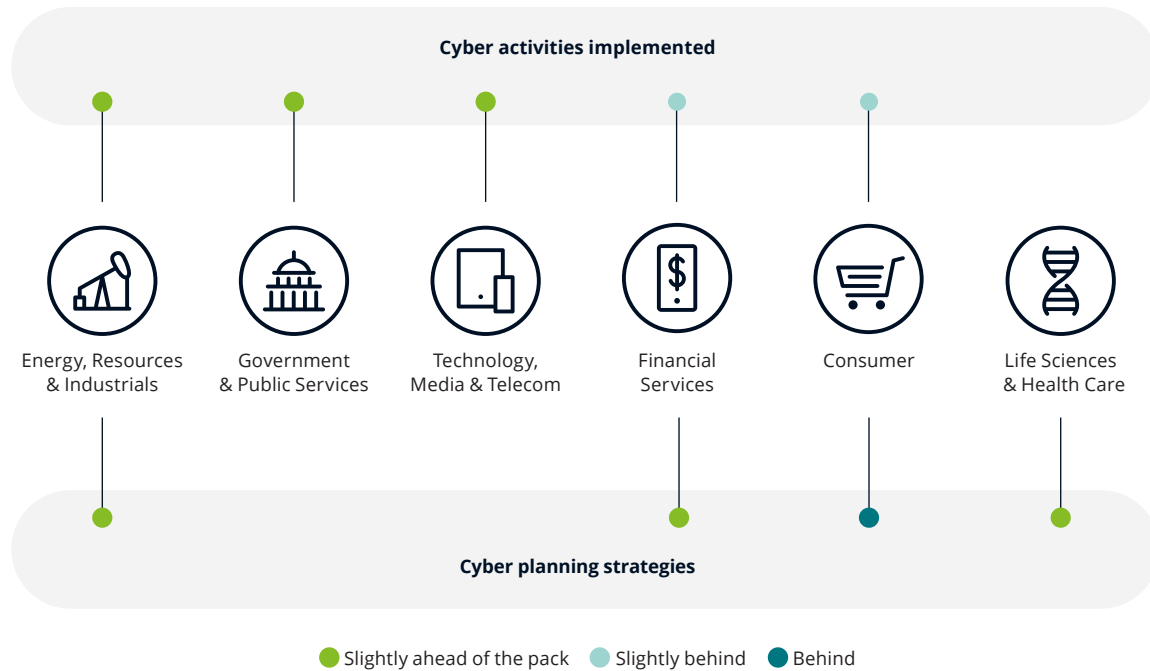 Cyber activities implemented
$
Energy, Resources
& Industrials
Government
& Public Services
Technology,
Media & Telecom
Financial
Services
Consumer
Life Sciences
& Health Care
Cyber planning strategies
Slightly ahead of the pack
Slightly behind
Behind